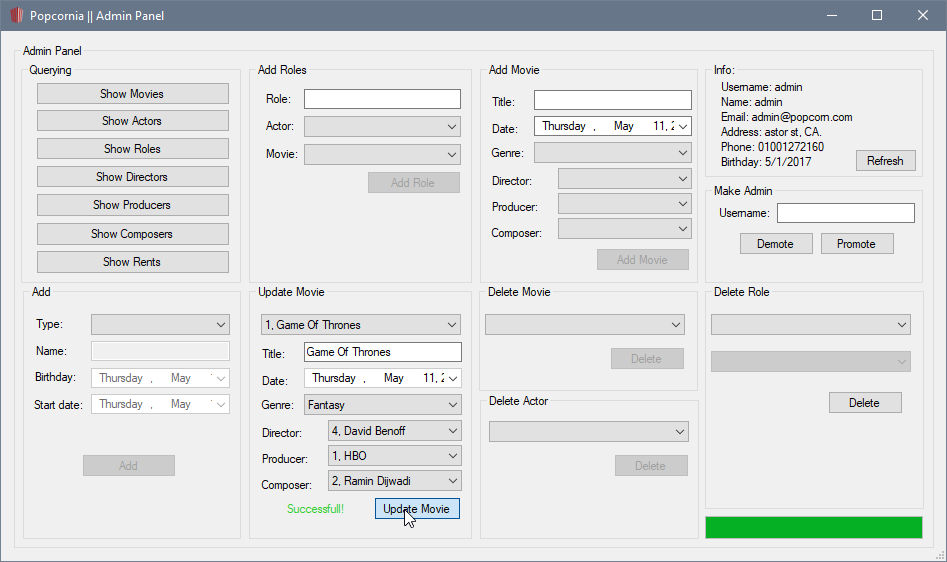 Popcornia || Admin Panel
Admin Panel
Querying
Show Movies
Show Actors
Show Roles
Show Directors
Show Producers
Show Composers
Show Rents
Add Roles
Role:
Actor:
Movie:
Add Role
Add Movie
Title:
Date: Thursday , May 11, 2
Genre:
Director:
Producer:
Composer:
Add Movie
Info:
Username: admin
Name: admin
Email: admin@popcorn.com
Address: astor st, CA.
Phone: 01001272160
Birthday: 5/1/2017
Refresh
Make Admin
Username:
Demote Promote
Add
Type:
Name:
Birthday: Thursday , May
Start date: Thursday , May
Add
Update Movie
1, Game Of Thrones
Title: Game Of Thrones
Date: Thursday , May 11, 2
Genre: Fantasy
Director: 4, David Benoff
Producer: 1, HBO
Composer: 2, Ramin Dijwadi
Successfull! Update Movie
Delete Movie
Delete
Delete Actor
Delete
Delete Role
Delete